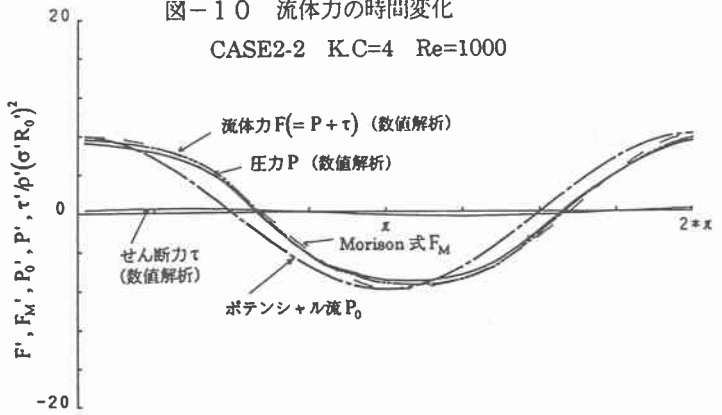 図－10 流体力の時間変化
CASE2-2 K.C=4 Re=1000
20
流体力 F(= P + τ) (数値解析)
圧力 P (数値解析)
0
π
2*π
せん断力 τ
(数値解析)
Morison 式 F_M
ポテンシャル流 P_0
-20
F', F_M', P_0', P', τ'/ρ'(σ'R_0')^2